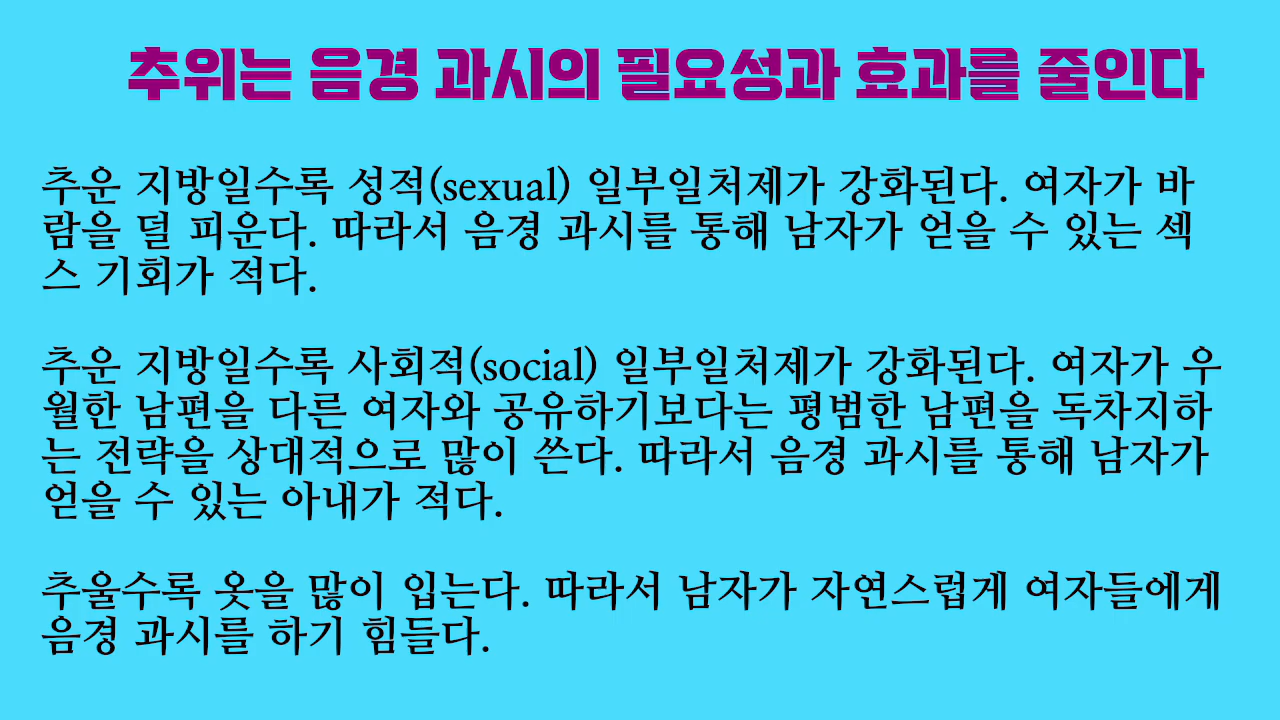 추위는 음경 과시의 필요성과 효과를 줄인다
추운 지방일수록 성적(sexual) 일부일처제가 강화된다. 여자가 바
람을 덜 피운다. 따라서 음경 과시를 통해 남자가 얻을 수 있는 섹
스 기회가 적다.
추운 지방일수록 사회적(social) 일부일처제가 강화된다. 여자가 우
월한 남편을 다른 여자와 공유하기보다는 평범한 남편을 독차지하
는 전략을 상대적으로 많이 쓴다. 따라서 음경 과시를 통해 남자가
얻을 수 있는 아내가 적다.
추울수록 옷을 많이 입는다. 따라서 남자가 자연스럽게 여자들에게
음경 과시를 하기 힘들다.